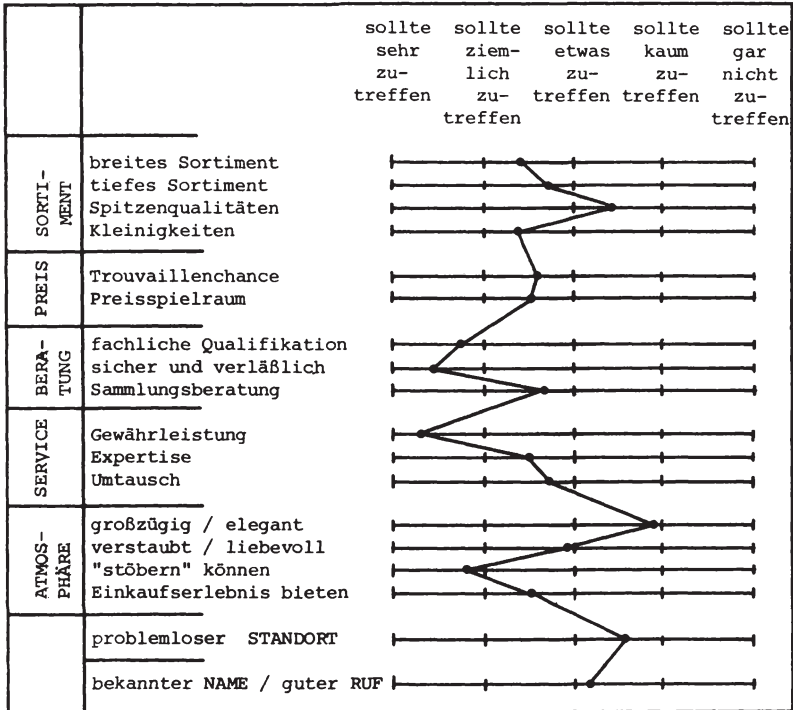 sollte sollte sollte sollte sollte
sehr ziem- etwas kaum gar
zu- lich zu- zu- nicht
treffen zu- treffen treffen zu-
treffen treffen
SORTI-
MENT
breites Sortiment
tiefes Sortiment
Spitzenqualitäten
Kleinigkeiten
PREIS
Trouvaillenchance
Preisspielraum
BERA-
TUNG
fachliche Qualifikation
sicher und verläßlich
Sammlungsberatung
SERVICE
Gewährleistung
Expertise
Umtausch
ATMOS-
PHÄRE
großzügig / elegant
verstaubt / liebevoll
"stöbern" können
Einkaufserlebnis bieten
problemloser STANDORT
bekannter NAME / guter RUF